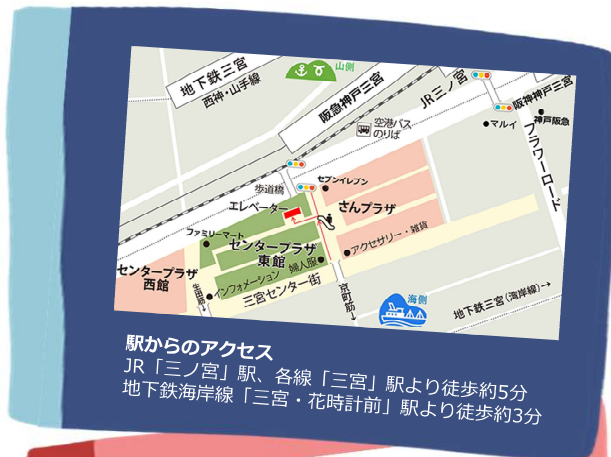 地下鉄三宮
西神・山手線
山側
阪急神戸三宮
JR三ノ宮
阪神神戸三宮
神戸阪急
マルイ
フラワーロード
空港バス
のりば
歩道橋
セブンイレブン
エレベーター
さんプラザ
ファミリーマート
センタープラザ
東館
アクセサリー・雑貨
婦人服
センタープラザ
西館
インフォメーション
生田筋
三宮センター街
京町筋
海側
地下鉄三宮(海岸線)→
駅からのアクセス
JR「三ノ宮」駅、各線「三宮」駅より徒歩約5分
地下鉄海岸線「三宮・花時計前」駅より徒歩約3分